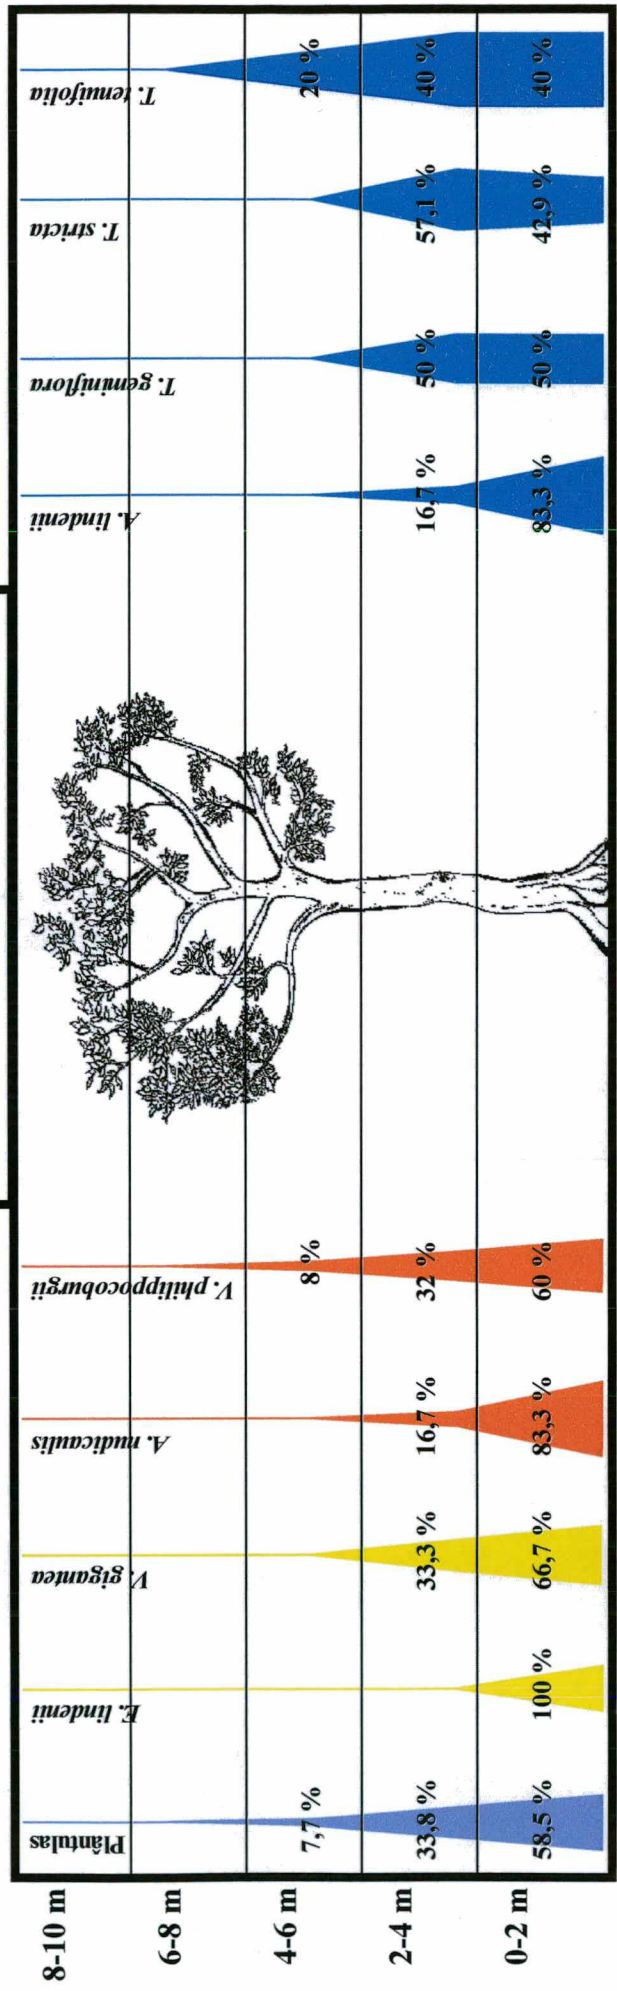 Plântulas
E. lindenii
V. gigantea
A. nudicaulis
V. philippocoburgii
A. lindenii
T. geminiflora
T. stricta
T. tenuifolia
8-10 m
6-8 m
4-6 m
7,7 %
8 %
20 %
2-4 m
33,8 %
33,3 %
16,7 %
32 %
16,7 %
50 %
57,1 %
40 %
0-2 m
58,5 %
100 %
66,7 %
83,3 %
60 %
83,3 %
50 %
42,9 %
40 %